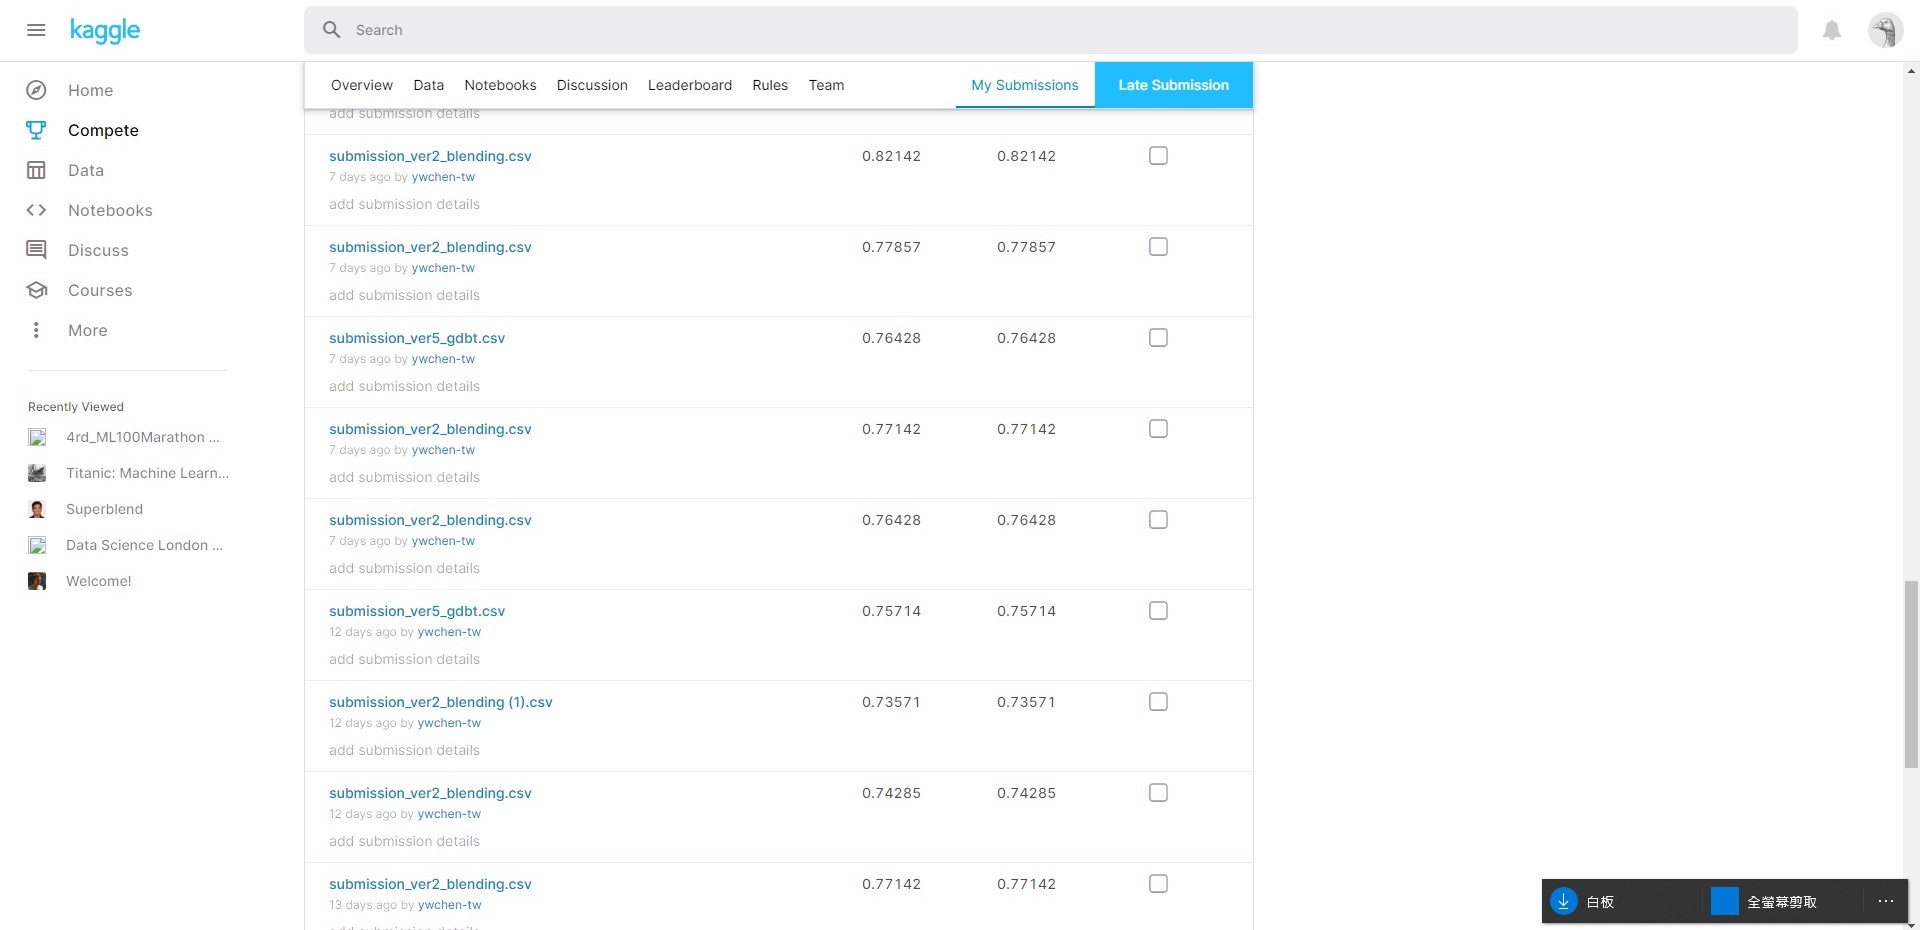 kaggle
Search
Home
Compete
Data
Notebooks
Discuss
Courses
More
Recently Viewed
4rd_ML100Marathon ...
Titanic: Machine Learn...
Superblend
Data Science London ...
Welcome!
Overview Data Notebooks Discussion Leaderboard Rules Team My Submissions Late Submission
add submission details
submission_ver2_blending.csv 0.82142 0.82142
7 days ago by ywchen-tw
add submission details
submission_ver2_blending.csv 0.77857 0.77857
7 days ago by ywchen-tw
add submission details
submission_ver5_gdbt.csv 0.76428 0.76428
7 days ago by ywchen-tw
add submission details
submission_ver2_blending.csv 0.77142 0.77142
7 days ago by ywchen-tw
add submission details
submission_ver2_blending.csv 0.76428 0.76428
7 days ago by ywchen-tw
add submission details
submission_ver5_gdbt.csv 0.75714 0.75714
12 days ago by ywchen-tw
add submission details
submission_ver2_blending (1).csv 0.73571 0.73571
12 days ago by ywchen-tw
add submission details
submission_ver2_blending.csv 0.74285 0.74285
12 days ago by ywchen-tw
add submission details
submission_ver2_blending.csv 0.77142 0.77142
13 days ago by ywchen-tw
add submission details
白板 全螢幕剪取 ...